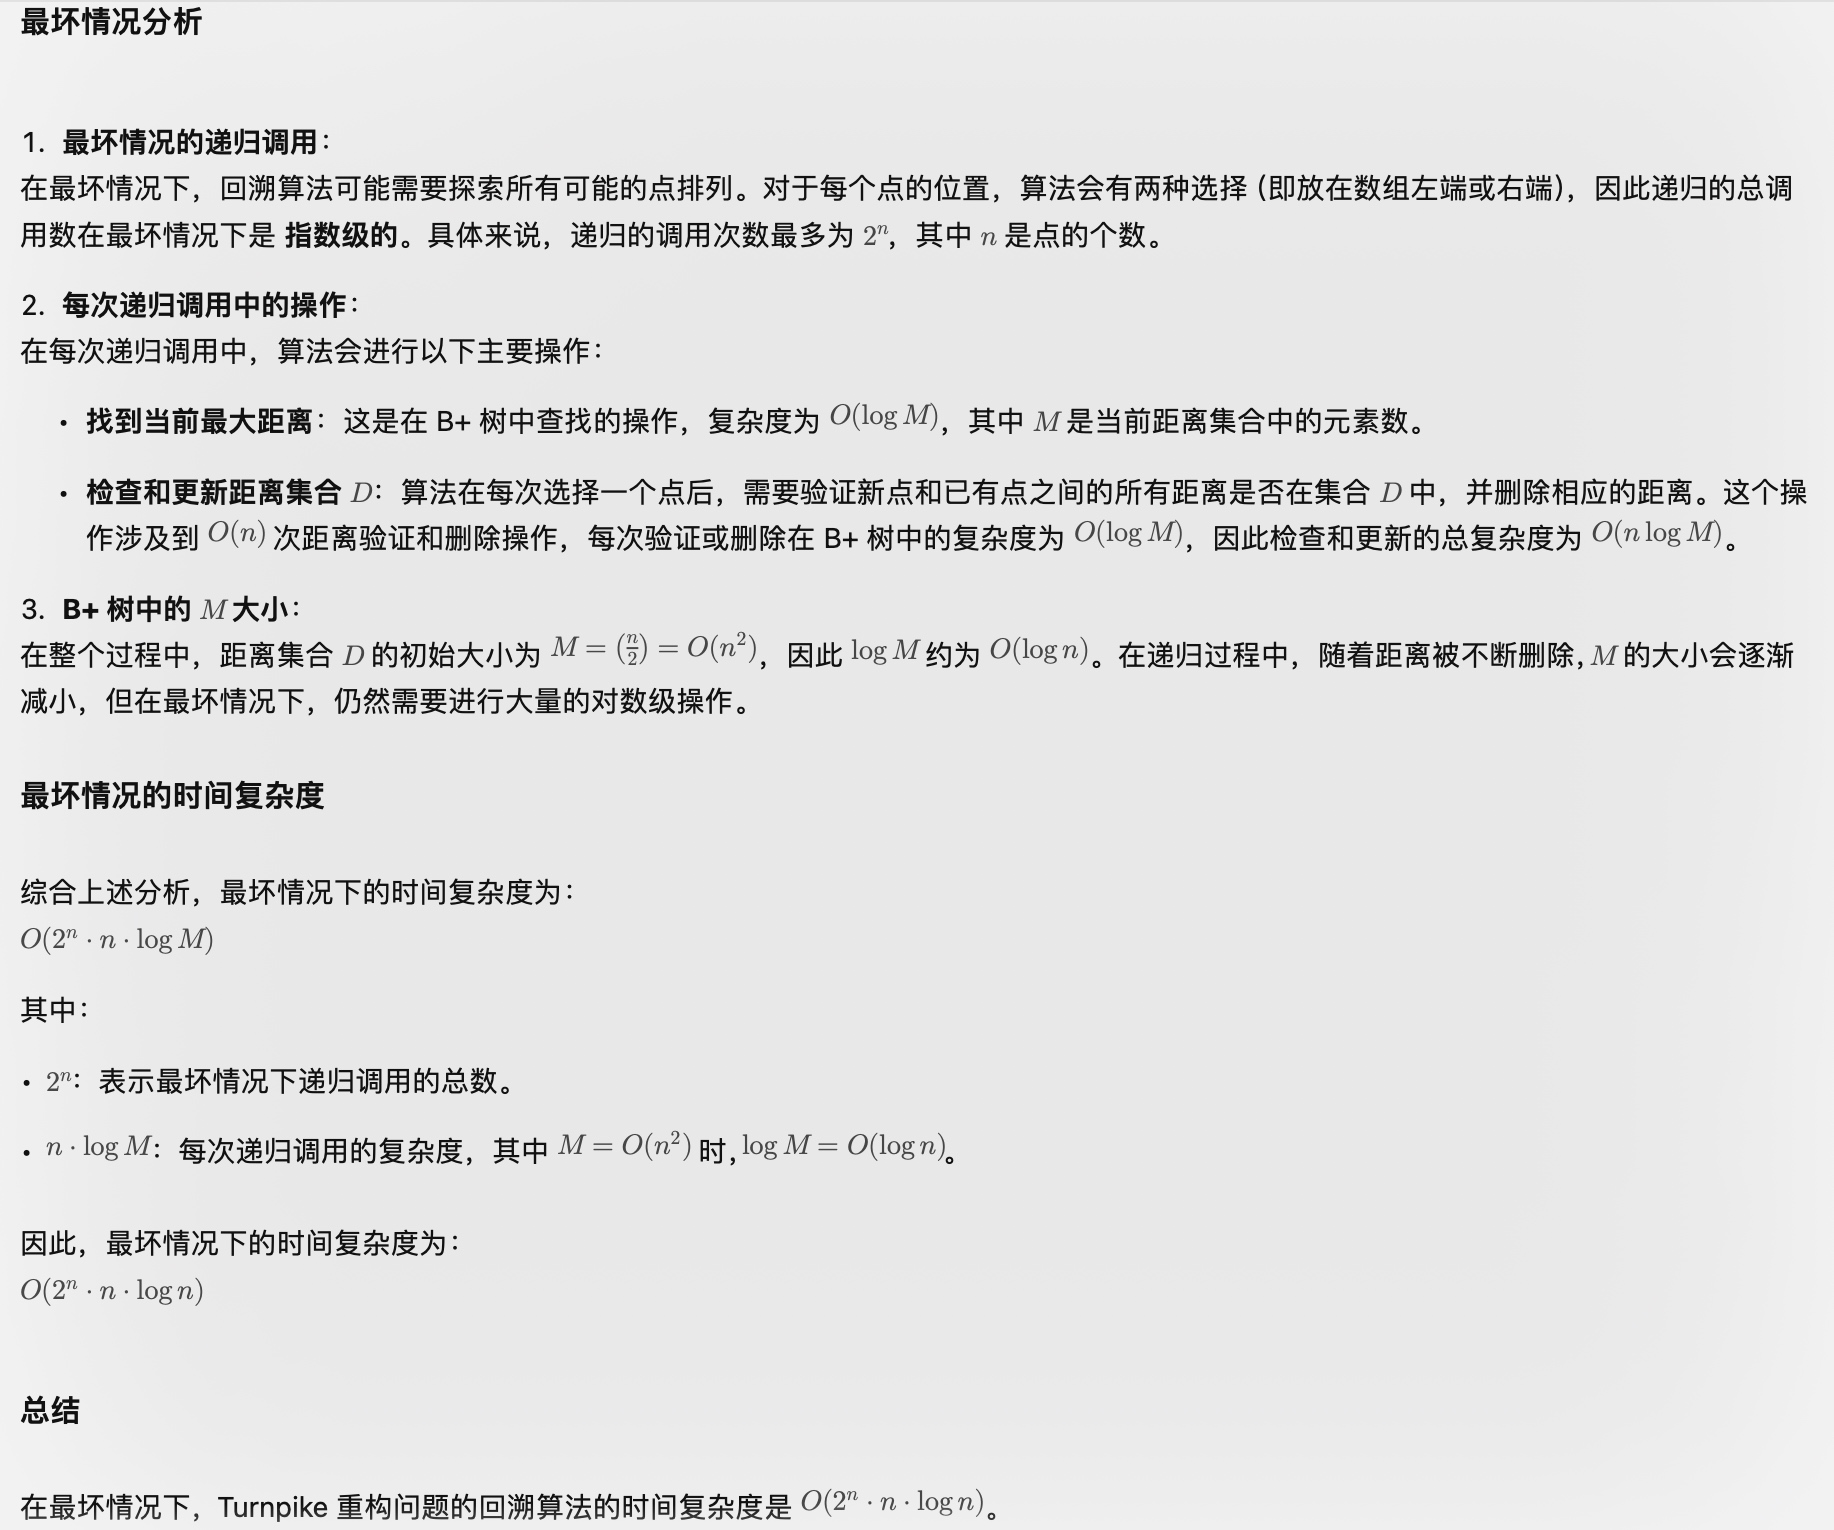 最坏情况分析
1. 最坏情况的递归调用：
在最坏情况下，回溯算法可能需要探索所有可能的点排列。对于每个点的位置，算法会有两种选择（即放在数组左端或右端），因此递归的总调
用数在最坏情况下是 指数级的。具体来说，递归的调用次数最多为 2ⁿ，其中 n 是点的个数。
2. 每次递归调用中的操作：
在每次递归调用中，算法会进行以下主要操作：
• 找到当前最大距离：这是在 B+ 树中查找的操作，复杂度为 O(log M)，其中 M 是当前距离集合中的元素数。
• 检查和更新距离集合 D：算法在每次选择一个点后，需要验证新点和已有点之间的所有距离是否在集合 D 中，并删除相应的距离。这个操
作涉及到 O(n) 次距离验证和删除操作，每次验证或删除在 B+ 树中的复杂度为 O(log M)，因此检查和更新的总复杂度为 O(n log M)。
3. B+ 树中的 M 大小：
在整个过程中，距离集合 D 的初始大小为 M = (n/2) = O(n²)，因此 log M 约为 O(log n)。在递归过程中，随着距离被不断删除, M 的大小会逐渐
减小，但在最坏情况下，仍然需要进行大量的对数级操作。
最坏情况的时间复杂度
综合上述分析，最坏情况下的时间复杂度为：
O(2ⁿ · n · log M)
其中：
• 2ⁿ：表示最坏情况下递归调用的总数。
• n · log M：每次递归调用的复杂度，其中 M = O(n²) 时, log M = O(log n)。
因此，最坏情况下的时间复杂度为：
O(2ⁿ · n · log n)
总结
在最坏情况下，Turnpike 重构问题的回溯算法的时间复杂度是 O(2ⁿ · n · log n)。